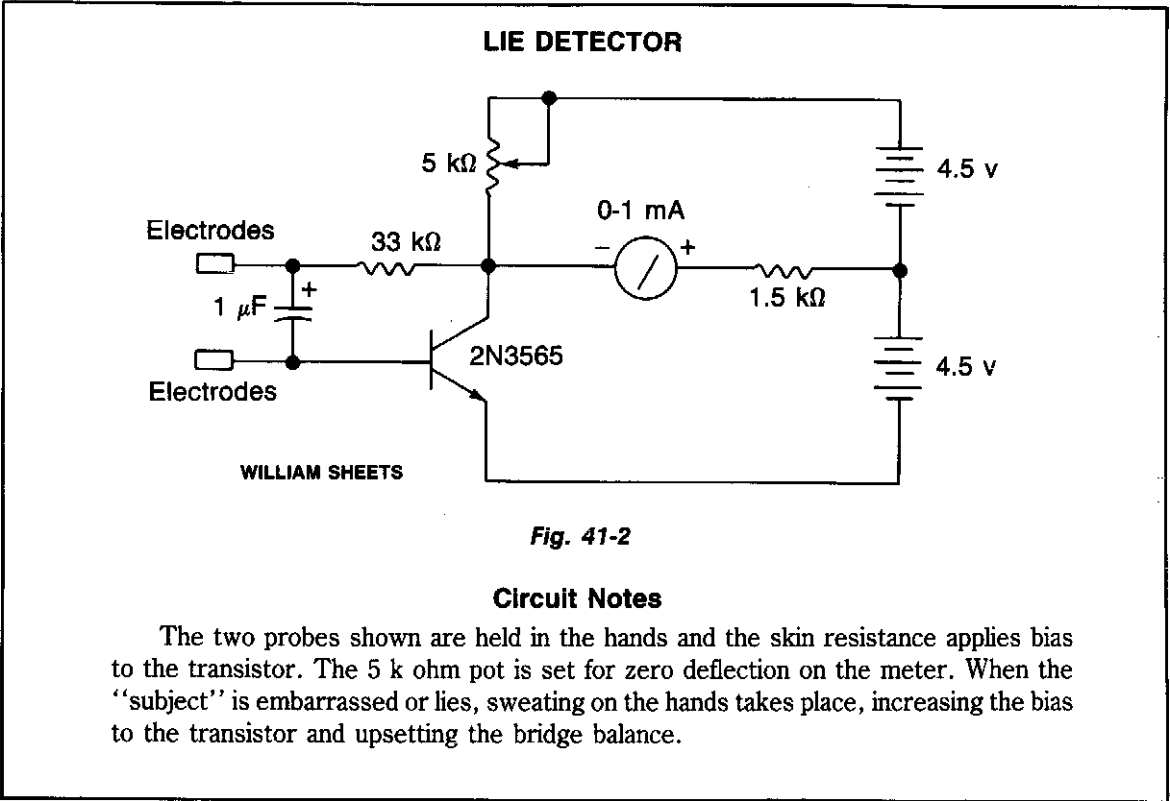 LIE DETECTOR
5 kΩ
4.5 v
0-1 mA
Electrodes
33 kΩ
− +
1 μF +
1.5 kΩ
2N3565
4.5 v
Electrodes
WILLIAM SHEETS
Fig. 41-2
Circuit Notes
The two probes shown are held in the hands and the skin resistance applies bias
to the transistor. The 5 k ohm pot is set for zero deflection on the meter. When the
‘‘subject’’ is embarrassed or lies, sweating on the hands takes place, increasing the bias
to the transistor and upsetting the bridge balance.